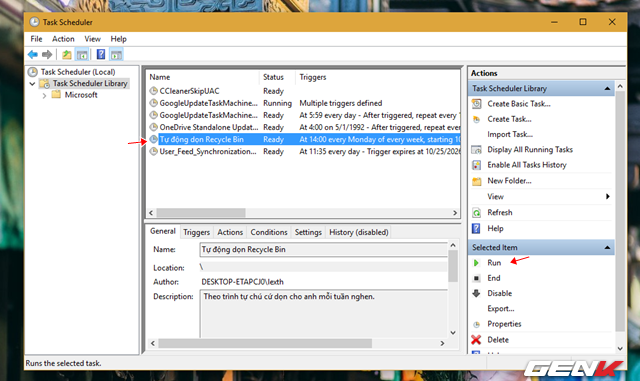 Task Scheduler
File Action View Help
Task Scheduler (Local)
Task Scheduler Library
Microsoft
Name Status Triggers
CCleanerSkipUAC Ready
GoogleUpdateTaskMachine... Running Multiple triggers defined
GoogleUpdateTaskMachine... Ready At 5:59 every day - After triggered, repeat every
OneDrive Standalone Updat... Ready At 4:00 on 5/1/1992 - After triggered, repeat every
Tự động dọn Recycle Bin Ready At 14:00 every Monday of every week, starting 10
User_Feed_Synchronization... Ready At 11:35 every day - Trigger expires at 10/25/2026
General Triggers Actions Conditions Settings History (disabled)
Name: Tự động dọn Recycle Bin
Location: \
Author: DESKTOP-ETAPCJ0\lexth
Description: Theo trình tự chú cứ dọn cho anh mỗi tuần nghen.
Actions
Task Scheduler Library
Create Basic Task...
Create Task...
Import Task...
Display All Running Tasks
Enable All Tasks History
New Folder...
View
Refresh
Help
Selected Item
Run
End
Disable
Export...
Properties
Delete
Runs the selected task.
GENK